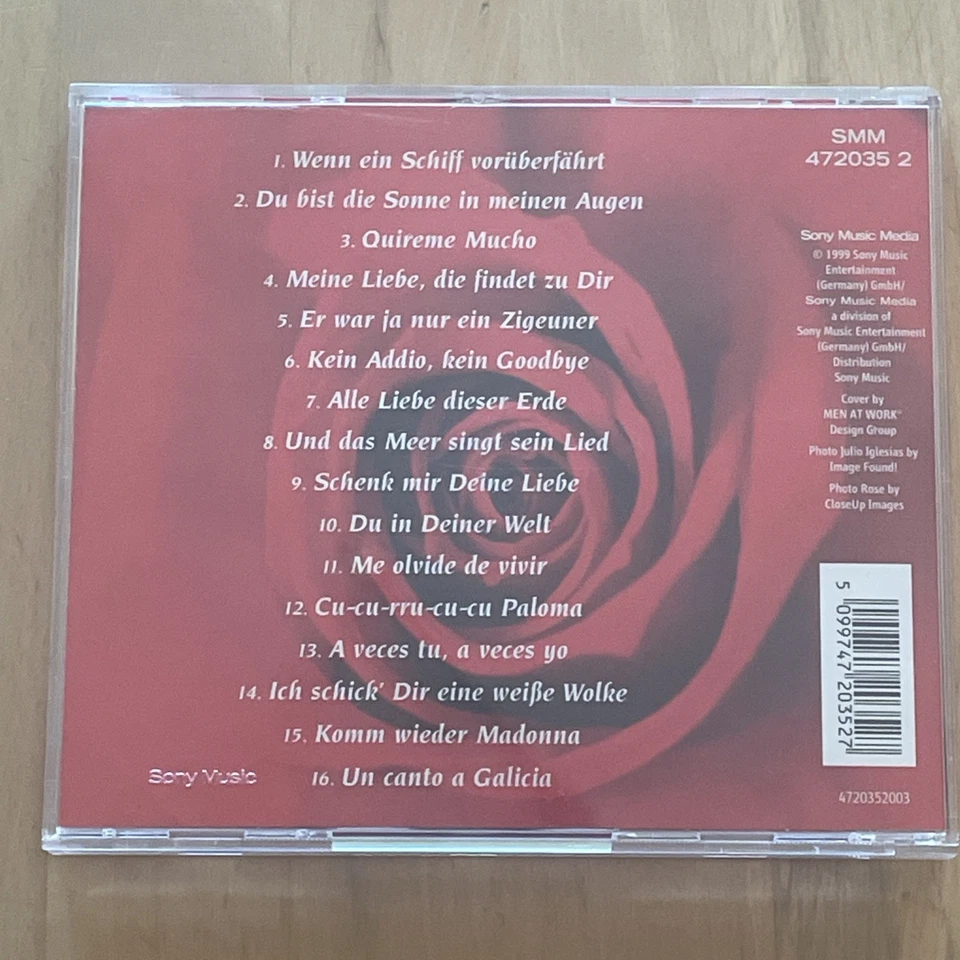 1. Wenn ein Schiff vorüberfährt
2. Du bist die Sonne in meinen Augen
3. Quireme Mucho
4. Meine Liebe, die findet zu Dir
5. Er war ja nur ein Zigeuner
6. Kein Addio, kein Goodbye
7. Alle Liebe dieser Erde
8. Und das Meer singt sein Lied
9. Schenk mir Deine Liebe
10. Du in Deiner Welt
11. Me olvide de vivir
12. Cu-cu-rru-cu-cu Paloma
13. A veces tu, a veces yo
14. Ich schick' Dir eine weiße Wolke
15. Komm wieder Madonna
16. Un canto a Galicia
Sony Music
SMM
472035 2
Sony Music Media
© 1999 Sony Music
Entertainment
(Germany) GmbH/
Sony Music Media
a division of
Sony Music Entertainment
(Germany) GmbH/
Distribution
Sony Music
Cover by
MEN AT WORK®
Design Group
Photo Julio Iglesias by
Image Found!
Photo Rose by
CloseUp Images
5 099747 203527
4720352003